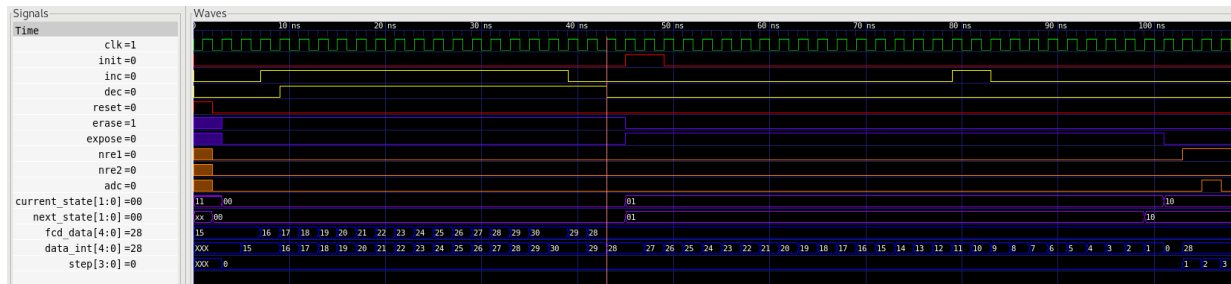 Signals Waves
Time 10 ns 20 ns 30 ns 40 ns 50 ns 60 ns 70 ns 80 ns 90 ns 100 ns
clk=1
init=0
inc=0
dec=0
reset=0
erase=1
expose=0
nre1=0
nre2=0
adc=0
current_state[1:0]=00 11 00 01 10
next_state[1:0]=00 xx 00 01 10
fcd_data[4:0]=28 15 16 17 18 19 20 21 22 23 24 25 26 27 28 29 30 29 28
data_int[4:0]=28 XXX 15 16 17 18 19 20 21 22 23 24 25 26 27 28 29 30 29 28 27 26 25 24 23 22 21 20 19 18 17 16 15 14 13 12 11 10 9 8 7 6 5 4 3 2 1 0 28
step[3:0]=0 XXX 0 1 2 3